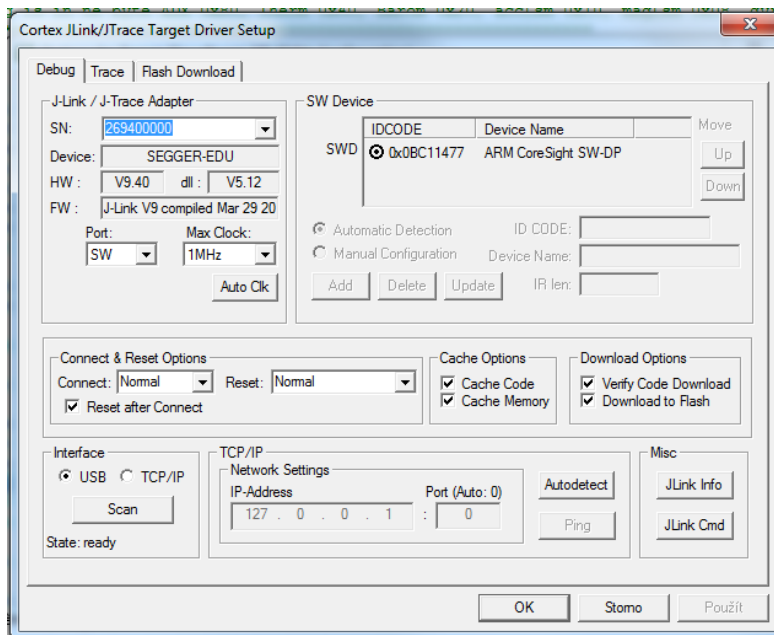 Cortex JLink/JTrace Target Driver Setup
Debug Trace Flash Download
J-Link / J-Trace Adapter
SN: 269400000
Device: SEGGER-EDU
HW : V9.40 dll : V5.12
FW : J-Link V9 compiled Mar 29 20
Port: Max Clock:
SW 1MHz
Auto Clk
SW Device
IDCODE Device Name Move
SWD 0x0BC11477 ARM CoreSight SW-DP Up
Down
Automatic Detection ID CODE:
Manual Configuration Device Name:
Add Delete Update IR len:
Connect & Reset Options
Connect: Normal Reset: Normal
Reset after Connect
Cache Options
Cache Code
Cache Memory
Download Options
Verify Code Download
Download to Flash
Interface
USB TCP/IP
Scan
State: ready
TCP/IP
Network Settings
IP-Address Port (Auto: 0)
127 . 0 . 0 . 1 : 0
Autodetect
Ping
Misc
JLink Info
JLink Cmd
OK Storno Použít